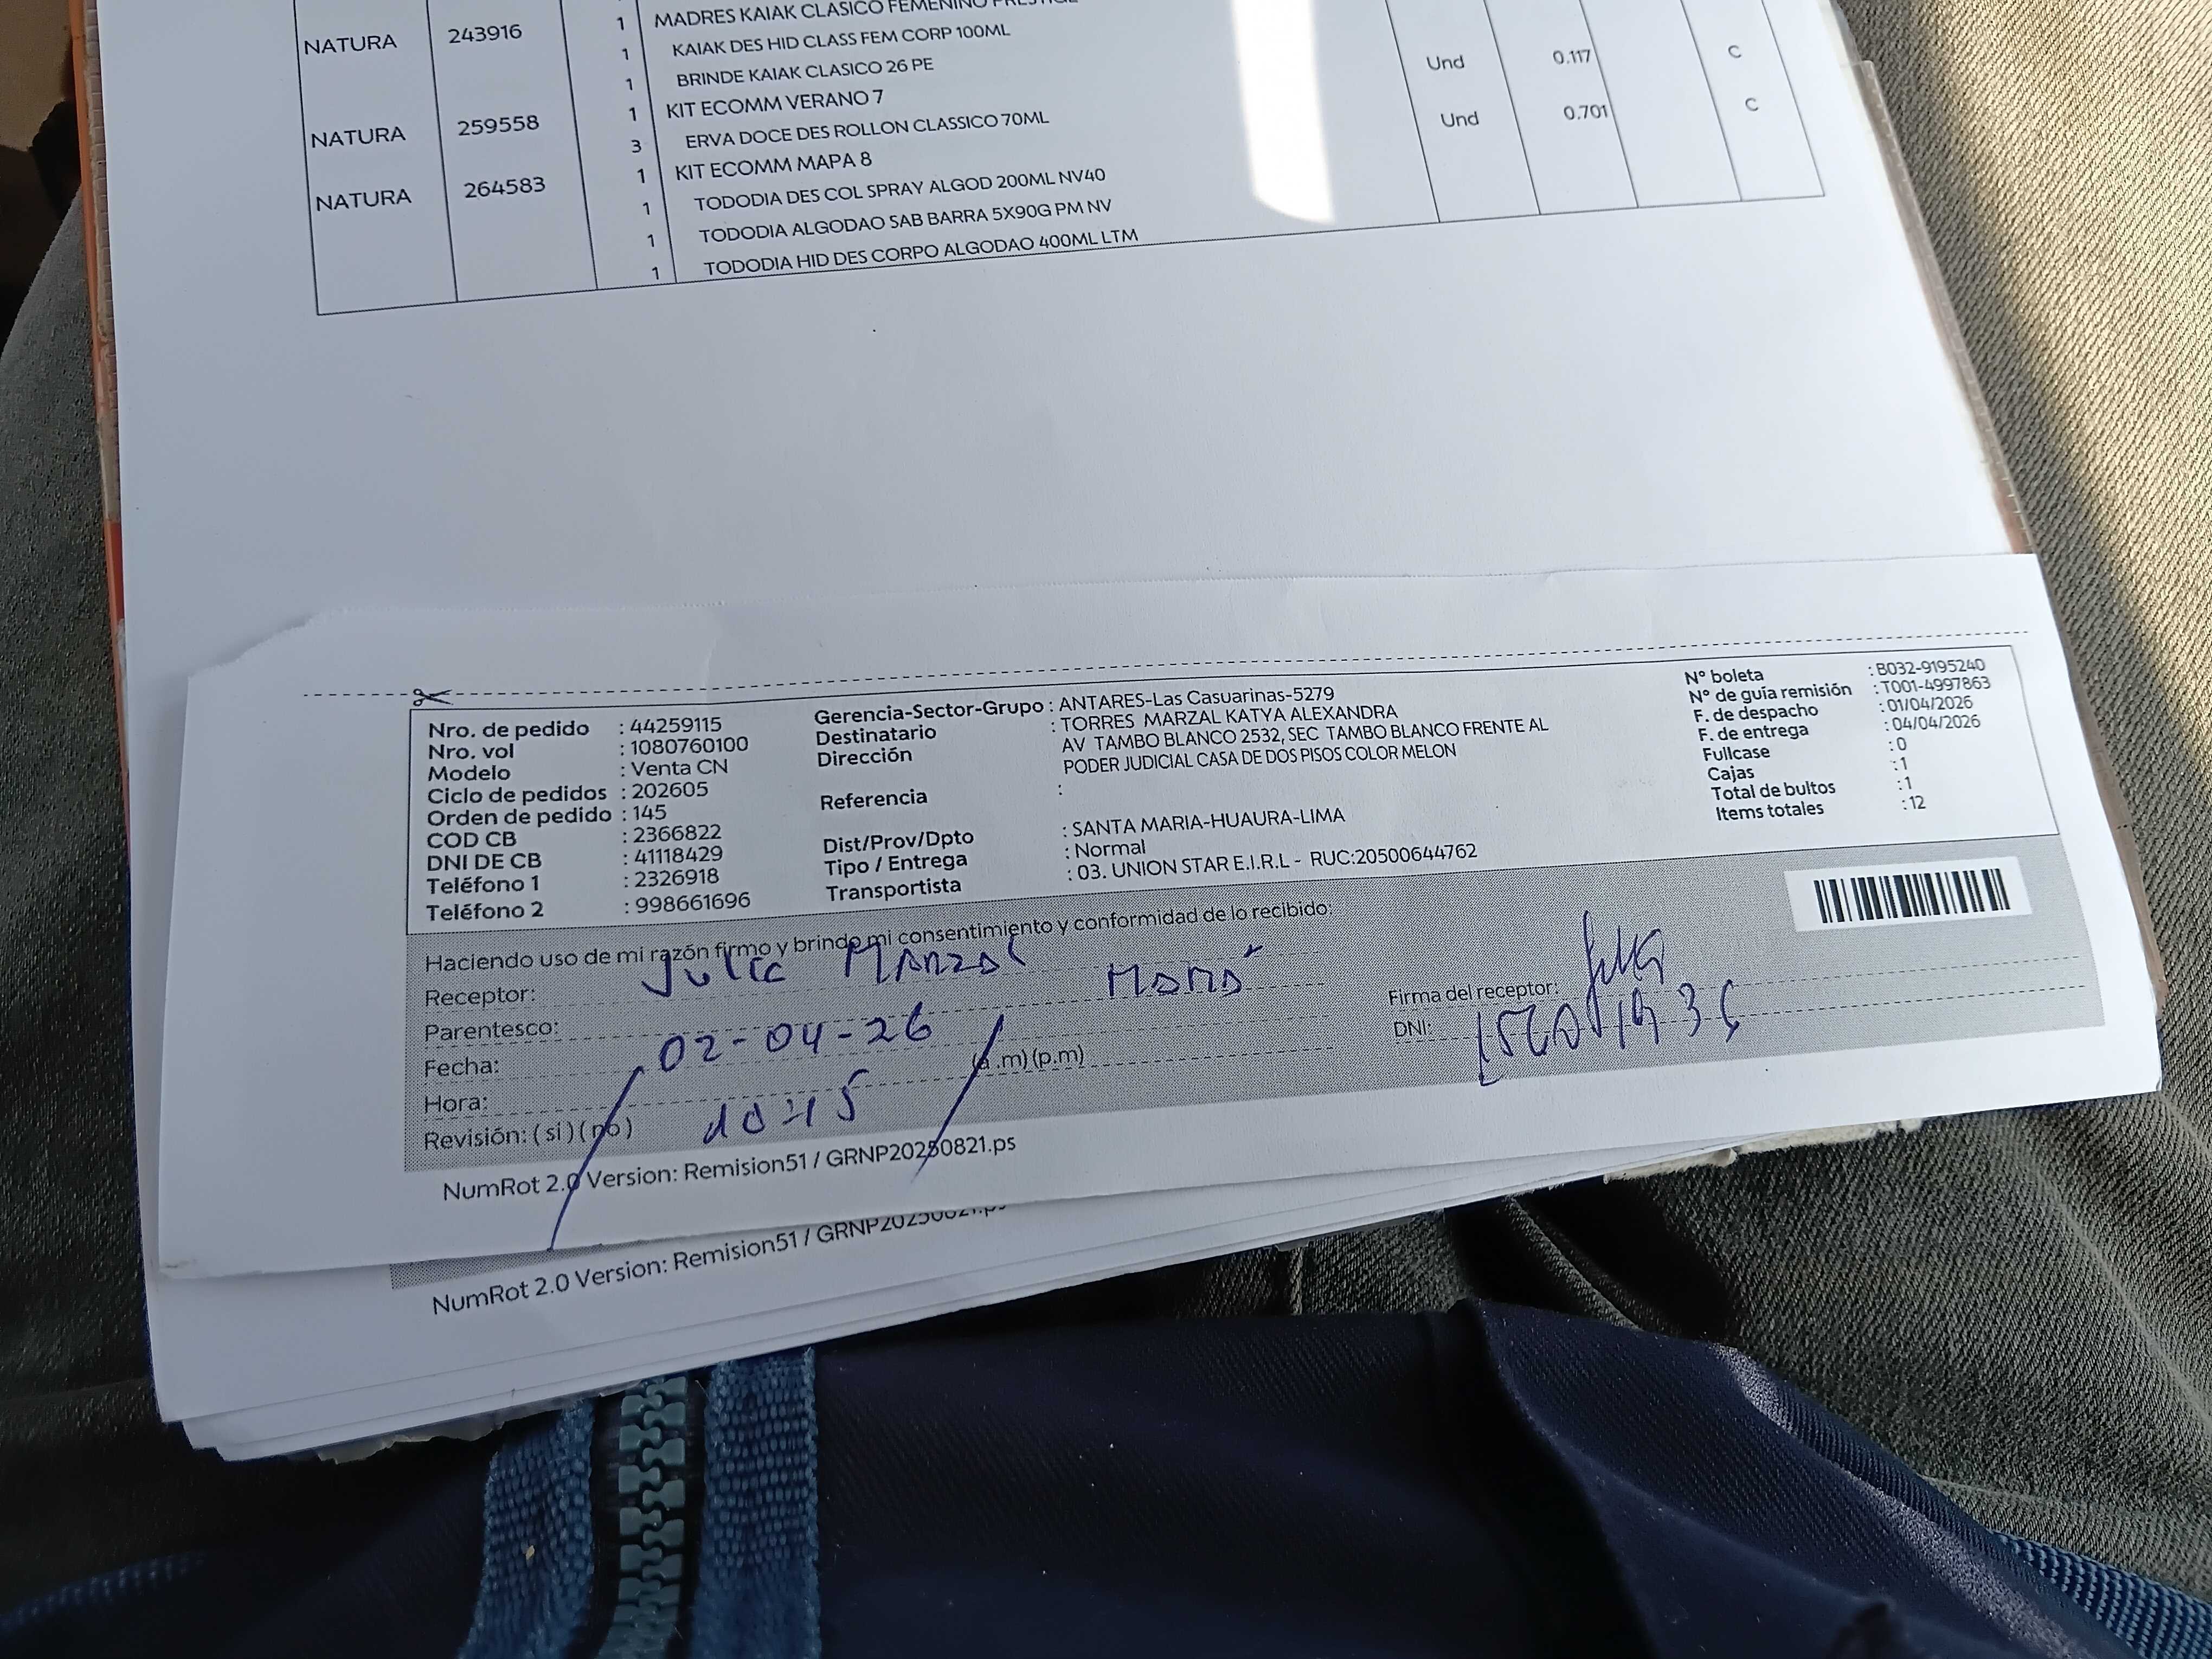 1 MADRES KAIAK CLASICO FEMENINO
NATURA 243916 1 KAIAK DES HID CLASS FEM CORP 100ML
1 BRINDE KAIAK CLASICO 26 PE
NATURA 259558 1 KIT ECOMM VERANO 7 Und 0.117 C
3 ERVA DOCE DES ROLLON CLASSICO 70ML
NATURA 264583 1 KIT ECOMM MAPA 8 Und 0.701 C
1 TODODIA DES COL SPRAY ALGOD 200ML NV40
1 TODODIA ALGODAO SAB BARRA 5X90G PM NV
1 TODODIA HID DES CORPO ALGODAO 400ML LTM
Nro. de pedido : 44259115
Nro. vol : 1080760100
Modelo : Venta CN
Ciclo de pedidos : 202605
Orden de pedido : 145
COD CB : 2366822
DNI DE CB : 41118429
Teléfono 1 : 2326918
Teléfono 2 : 998661696
Gerencia-Sector-Grupo : ANTARES-Las Casuarinas-5279
Destinatario : TORRES MARZAL KATYA ALEXANDRA
Dirección AV TAMBO BLANCO 2532, SEC TAMBO BLANCO FRENTE AL
PODER JUDICIAL CASA DE DOS PISOS COLOR MELON
Referencia :
Dist/Prov/Dpto : SANTA MARIA-HUAURA-LIMA
Tipo / Entrega : Normal
Transportista : 03. UNION STAR E.I.R.L - RUC:20500644762
N° boleta : B032-9195240
N° de guía remisión : T001-4997863
F. de despacho : 01/04/2026
F. de entrega : 04/04/2026
Fullcase : 0
Cajas : 1
Total de bultos : 1
Items totales : 12
Haciendo uso de mi razón firmo y brindo mi consentimiento y conformidad de lo recibido:
Receptor: Julia Marzal
Parentesco: Mamá
Fecha: 02-04-26
Hora: 10:15 (a.m)(p.m)
Revisión: (si)(no)
Firma del receptor:
DNI:
NumRot 2.0 Version: Remision51 / GRNP20250821.ps
NumRot 2.0 Version: Remision51 / GRNP20250821.ps